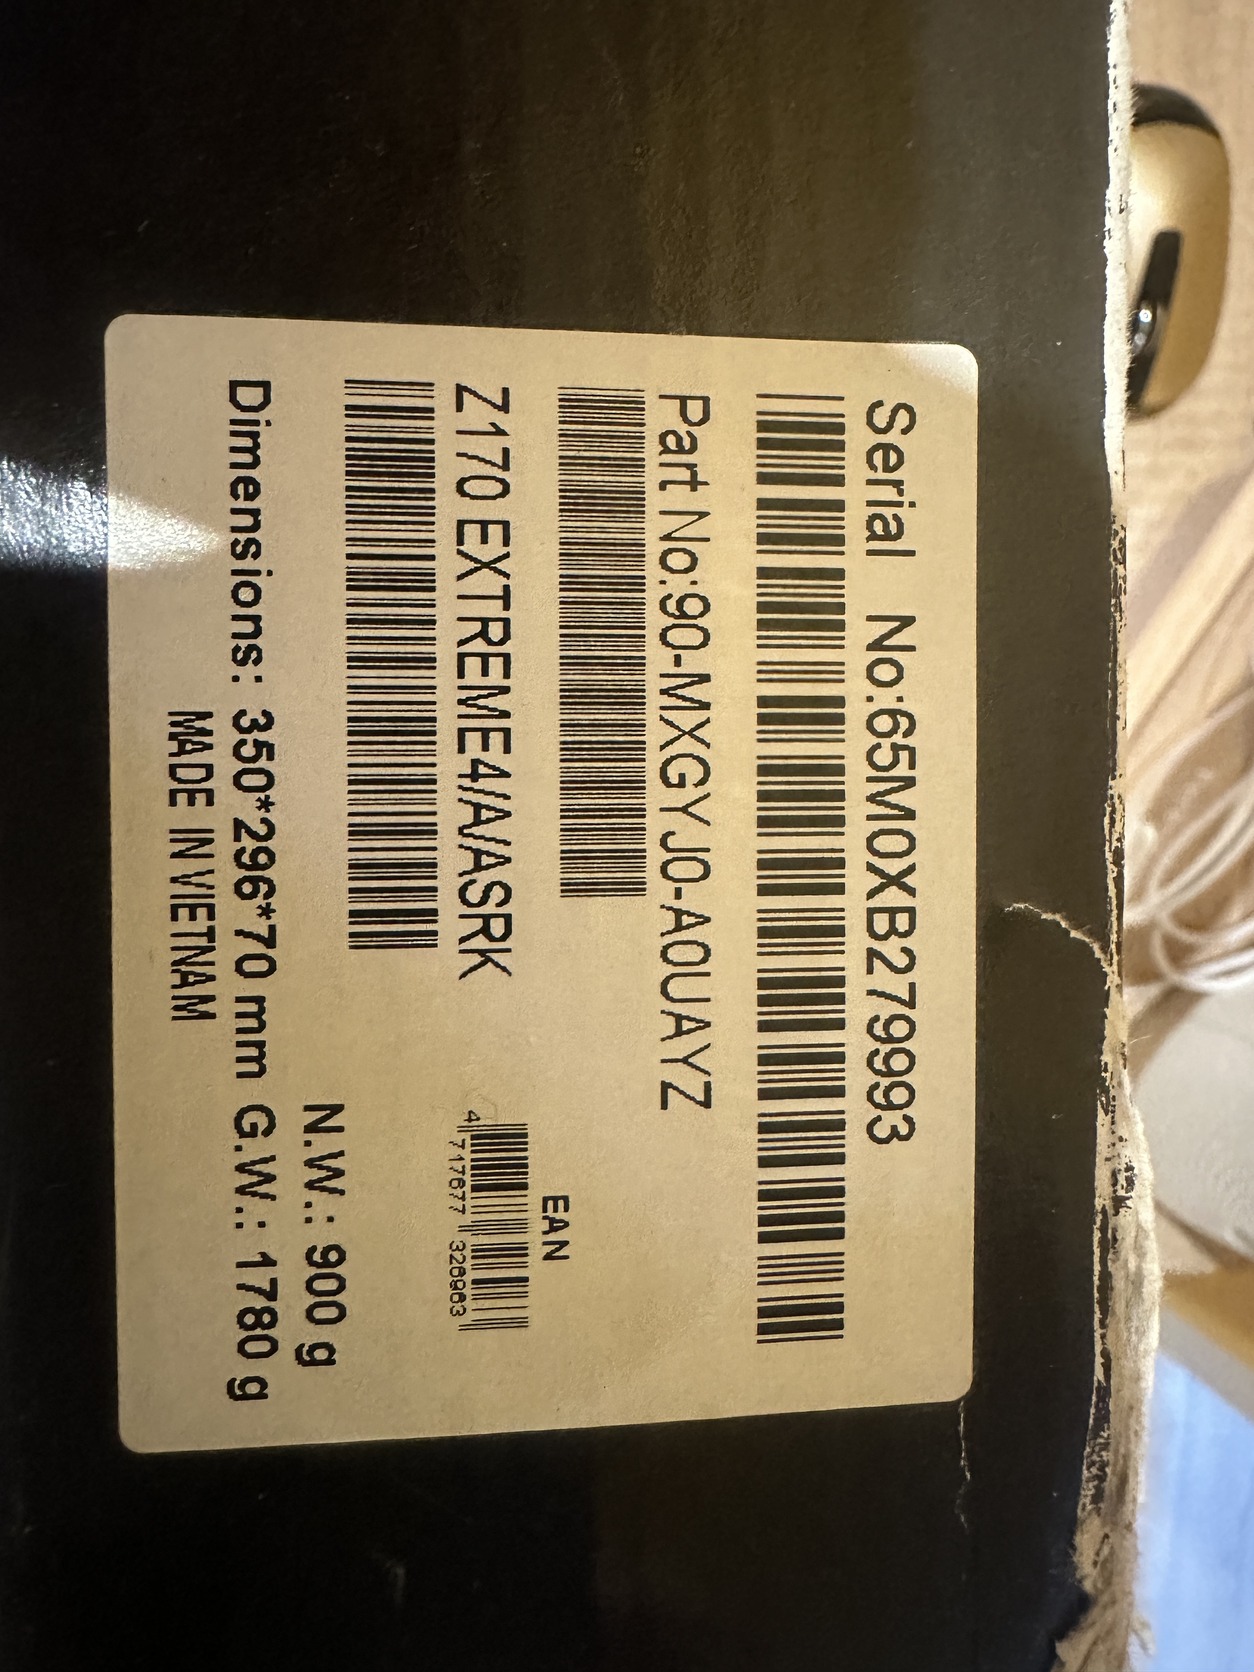 Serial No:65M0XB279993
Part No:90-MXGYJ0-A0UAYZ
Z170 EXTREME4/A/ASRK
EAN
4 717677 326963
N.W.: 900 g
Dimensions: 350*296*70 mm G.W.: 1780 g
MADE IN VIETNAM